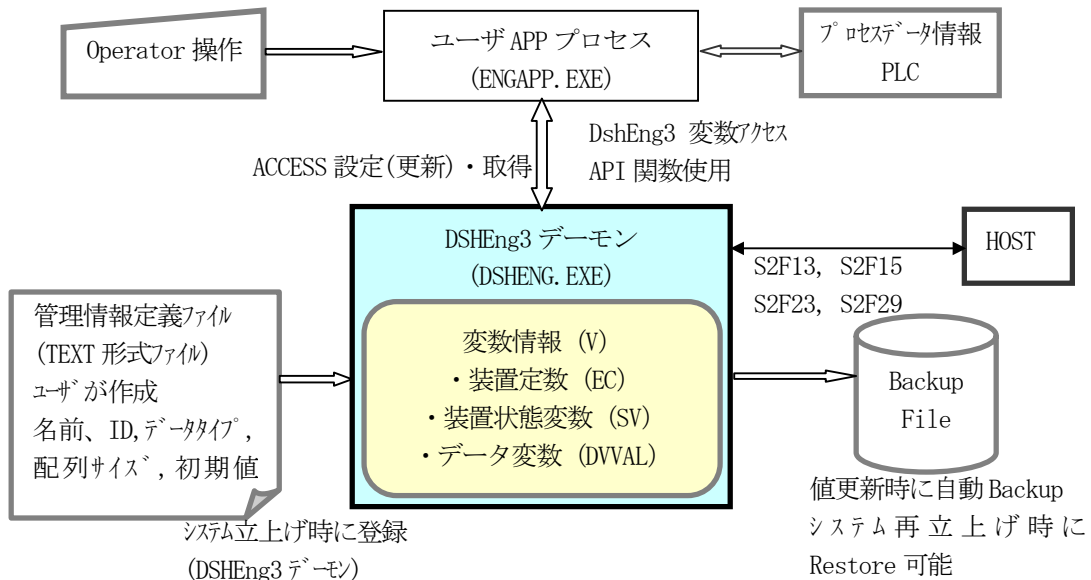 Operator 操作
ユーザ APP プロセス
(ENGAPP.EXE)
プロセスデータ情報
PLC
ACCESS 設定(更新)・取得
DshEng3 変数アクセス
API 関数使用
DSHEng3 デーモン
(DSHENG.EXE)
HOST
S2F13, S2F15
S2F23, S2F29
管理情報定義ファイル
(TEXT 形式ファイル)
ユーザが作成
名前、ID,データタイプ,
配列サイズ,初期値
変数情報 (V)
・装置定数 (EC)
・装置状態変数 (SV)
・データ変数 (DVVAL)
Backup
File
システム立上げ時に登録
(DSHEng3 デーモン)
値更新時に自動 Backup
システム再立上げ時に
Restore 可能